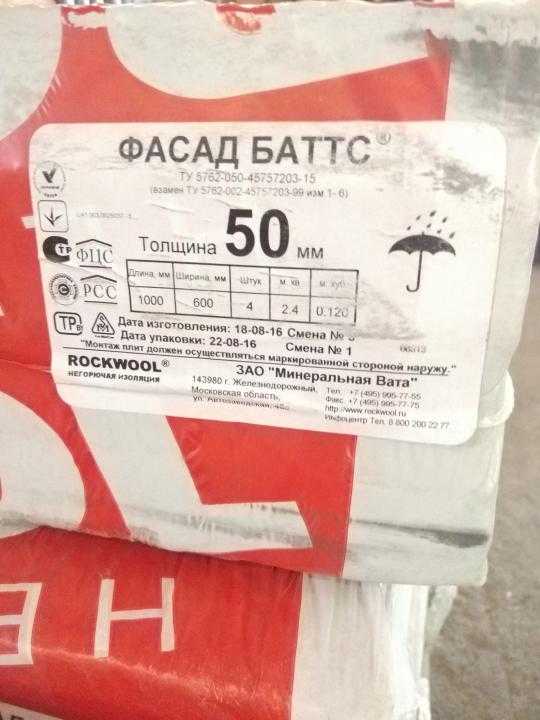 ФАСАД БАТТС®
ТУ 5762-050-45757203-15
(взамен ТУ 5762-002-45757203-99 изм 1-6)
Толщина 50 мм
ТР ФЦС
РСС
Длина, мм Ширина, мм Штук м. кв м. куб
1000 600 4 2.4 0.120
ТР
Дата изготовления: 18-08-16 Смена №
Дата упаковки: 22-08-16 Смена № 1
"Монтаж плит должен осуществляться маркированной стороной наружу."
ROCKWOOL®
НЕГОРЮЧАЯ ИЗОЛЯЦИЯ
ЗАО "Минеральная Вата"
143980 г. Железнодорожный,
Московская область,
ул. Автозаводская,
Тел. +7 (495) 995-77-55
Факс. +7 (495) 995-77-75
http://www.rockwool.ru
Инфоцентр Тел. 8 800 200 22 77
Н